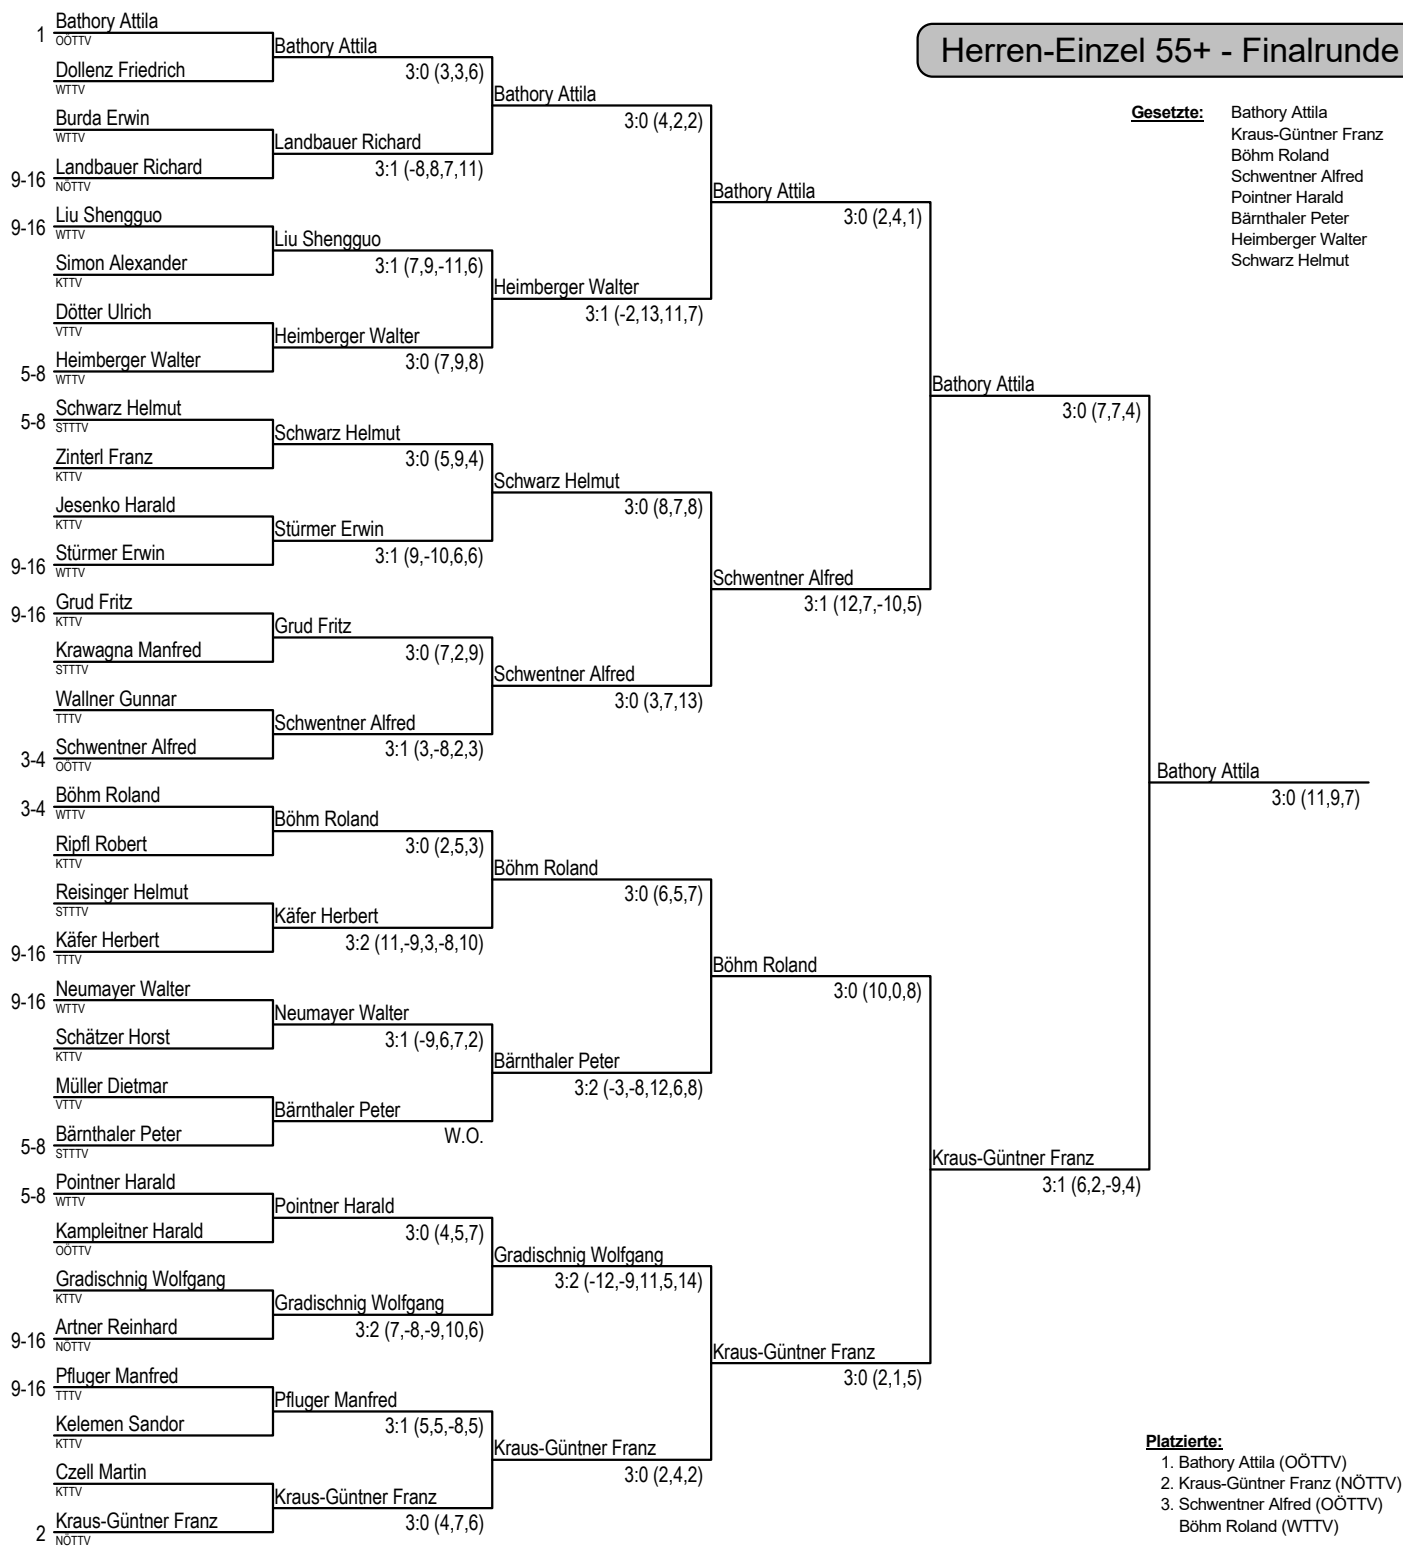 Herren-Einzel 55+ - Finalrunde
Gesetzte: Bathory Attila
Kraus-Güntner Franz
Böhm Roland
Schwentner Alfred
Pointner Harald
Bärnthaler Peter
Heimberger Walter
Schwarz Helmut
1 Bathory Attila
OÖTTV
Dollenz Friedrich
WTTV
Burda Erwin
WTTV
9-16 Landbauer Richard
NÖTTV
9-16 Liu Shengguo
WTTV
Simon Alexander
KTTV
Dötter Ulrich
VTTV
5-8 Heimberger Walter
WTTV
5-8 Schwarz Helmut
STTTV
Zinterl Franz
KTTV
Jesenko Harald
KTTV
9-16 Stürmer Erwin
WTTV
9-16 Grud Fritz
KTTV
Krawagna Manfred
STTTV
Wallner Gunnar
TTTV
3-4 Schwentner Alfred
OÖTTV
3-4 Böhm Roland
WTTV
Ripfl Robert
KTTV
Reisinger Helmut
STTTV
9-16 Käfer Herbert
TTTV
9-16 Neumayer Walter
WTTV
Schätzer Horst
KTTV
Müller Dietmar
VTTV
5-8 Bärnthaler Peter
STTTV
5-8 Pointner Harald
WTTV
Kampleitner Harald
OÖTTV
Gradischnig Wolfgang
KTTV
9-16 Artner Reinhard
NÖTTV
9-16 Pfluger Manfred
TTTV
Kelemen Sandor
KTTV
Czell Martin
KTTV
2 Kraus-Güntner Franz
NÖTTV
Bathory Attila
3:0 (3,3,6)
Landbauer Richard
3:1 (-8,8,7,11)
Liu Shengguo
3:1 (7,9,-11,6)
Heimberger Walter
3:0 (7,9,8)
Schwarz Helmut
3:0 (5,9,4)
Stürmer Erwin
3:1 (9,-10,6,6)
Grud Fritz
3:0 (7,2,9)
Schwentner Alfred
3:1 (3,-8,2,3)
Böhm Roland
3:0 (2,5,3)
Käfer Herbert
3:2 (11,-9,3,-8,10)
Neumayer Walter
3:1 (-9,6,7,2)
Bärnthaler Peter
W.O.
Pointner Harald
3:0 (4,5,7)
Gradischnig Wolfgang
3:2 (7,-8,-9,10,6)
Pfluger Manfred
3:1 (5,5,-8,5)
Kraus-Güntner Franz
3:0 (4,7,6)
Bathory Attila
3:0 (4,2,2)
Heimberger Walter
3:1 (-2,13,11,7)
Schwarz Helmut
3:0 (8,7,8)
Schwentner Alfred
3:0 (3,7,13)
Böhm Roland
3:0 (6,5,7)
Bärnthaler Peter
3:2 (-3,-8,12,6,8)
Gradischnig Wolfgang
3:2 (-12,-9,11,5,14)
Kraus-Güntner Franz
3:0 (2,4,2)
Bathory Attila
3:0 (2,4,1)
Schwentner Alfred
3:1 (12,7,-10,5)
Böhm Roland
3:0 (10,0,8)
Kraus-Güntner Franz
3:0 (2,1,5)
Bathory Attila
3:0 (7,7,4)
Kraus-Güntner Franz
3:1 (6,2,-9,4)
Bathory Attila
3:0 (11,9,7)
Platzierte:
1. Bathory Attila (OÖTTV)
2. Kraus-Güntner Franz (NÖTTV)
3. Schwentner Alfred (OÖTTV)
Böhm Roland (WTTV)